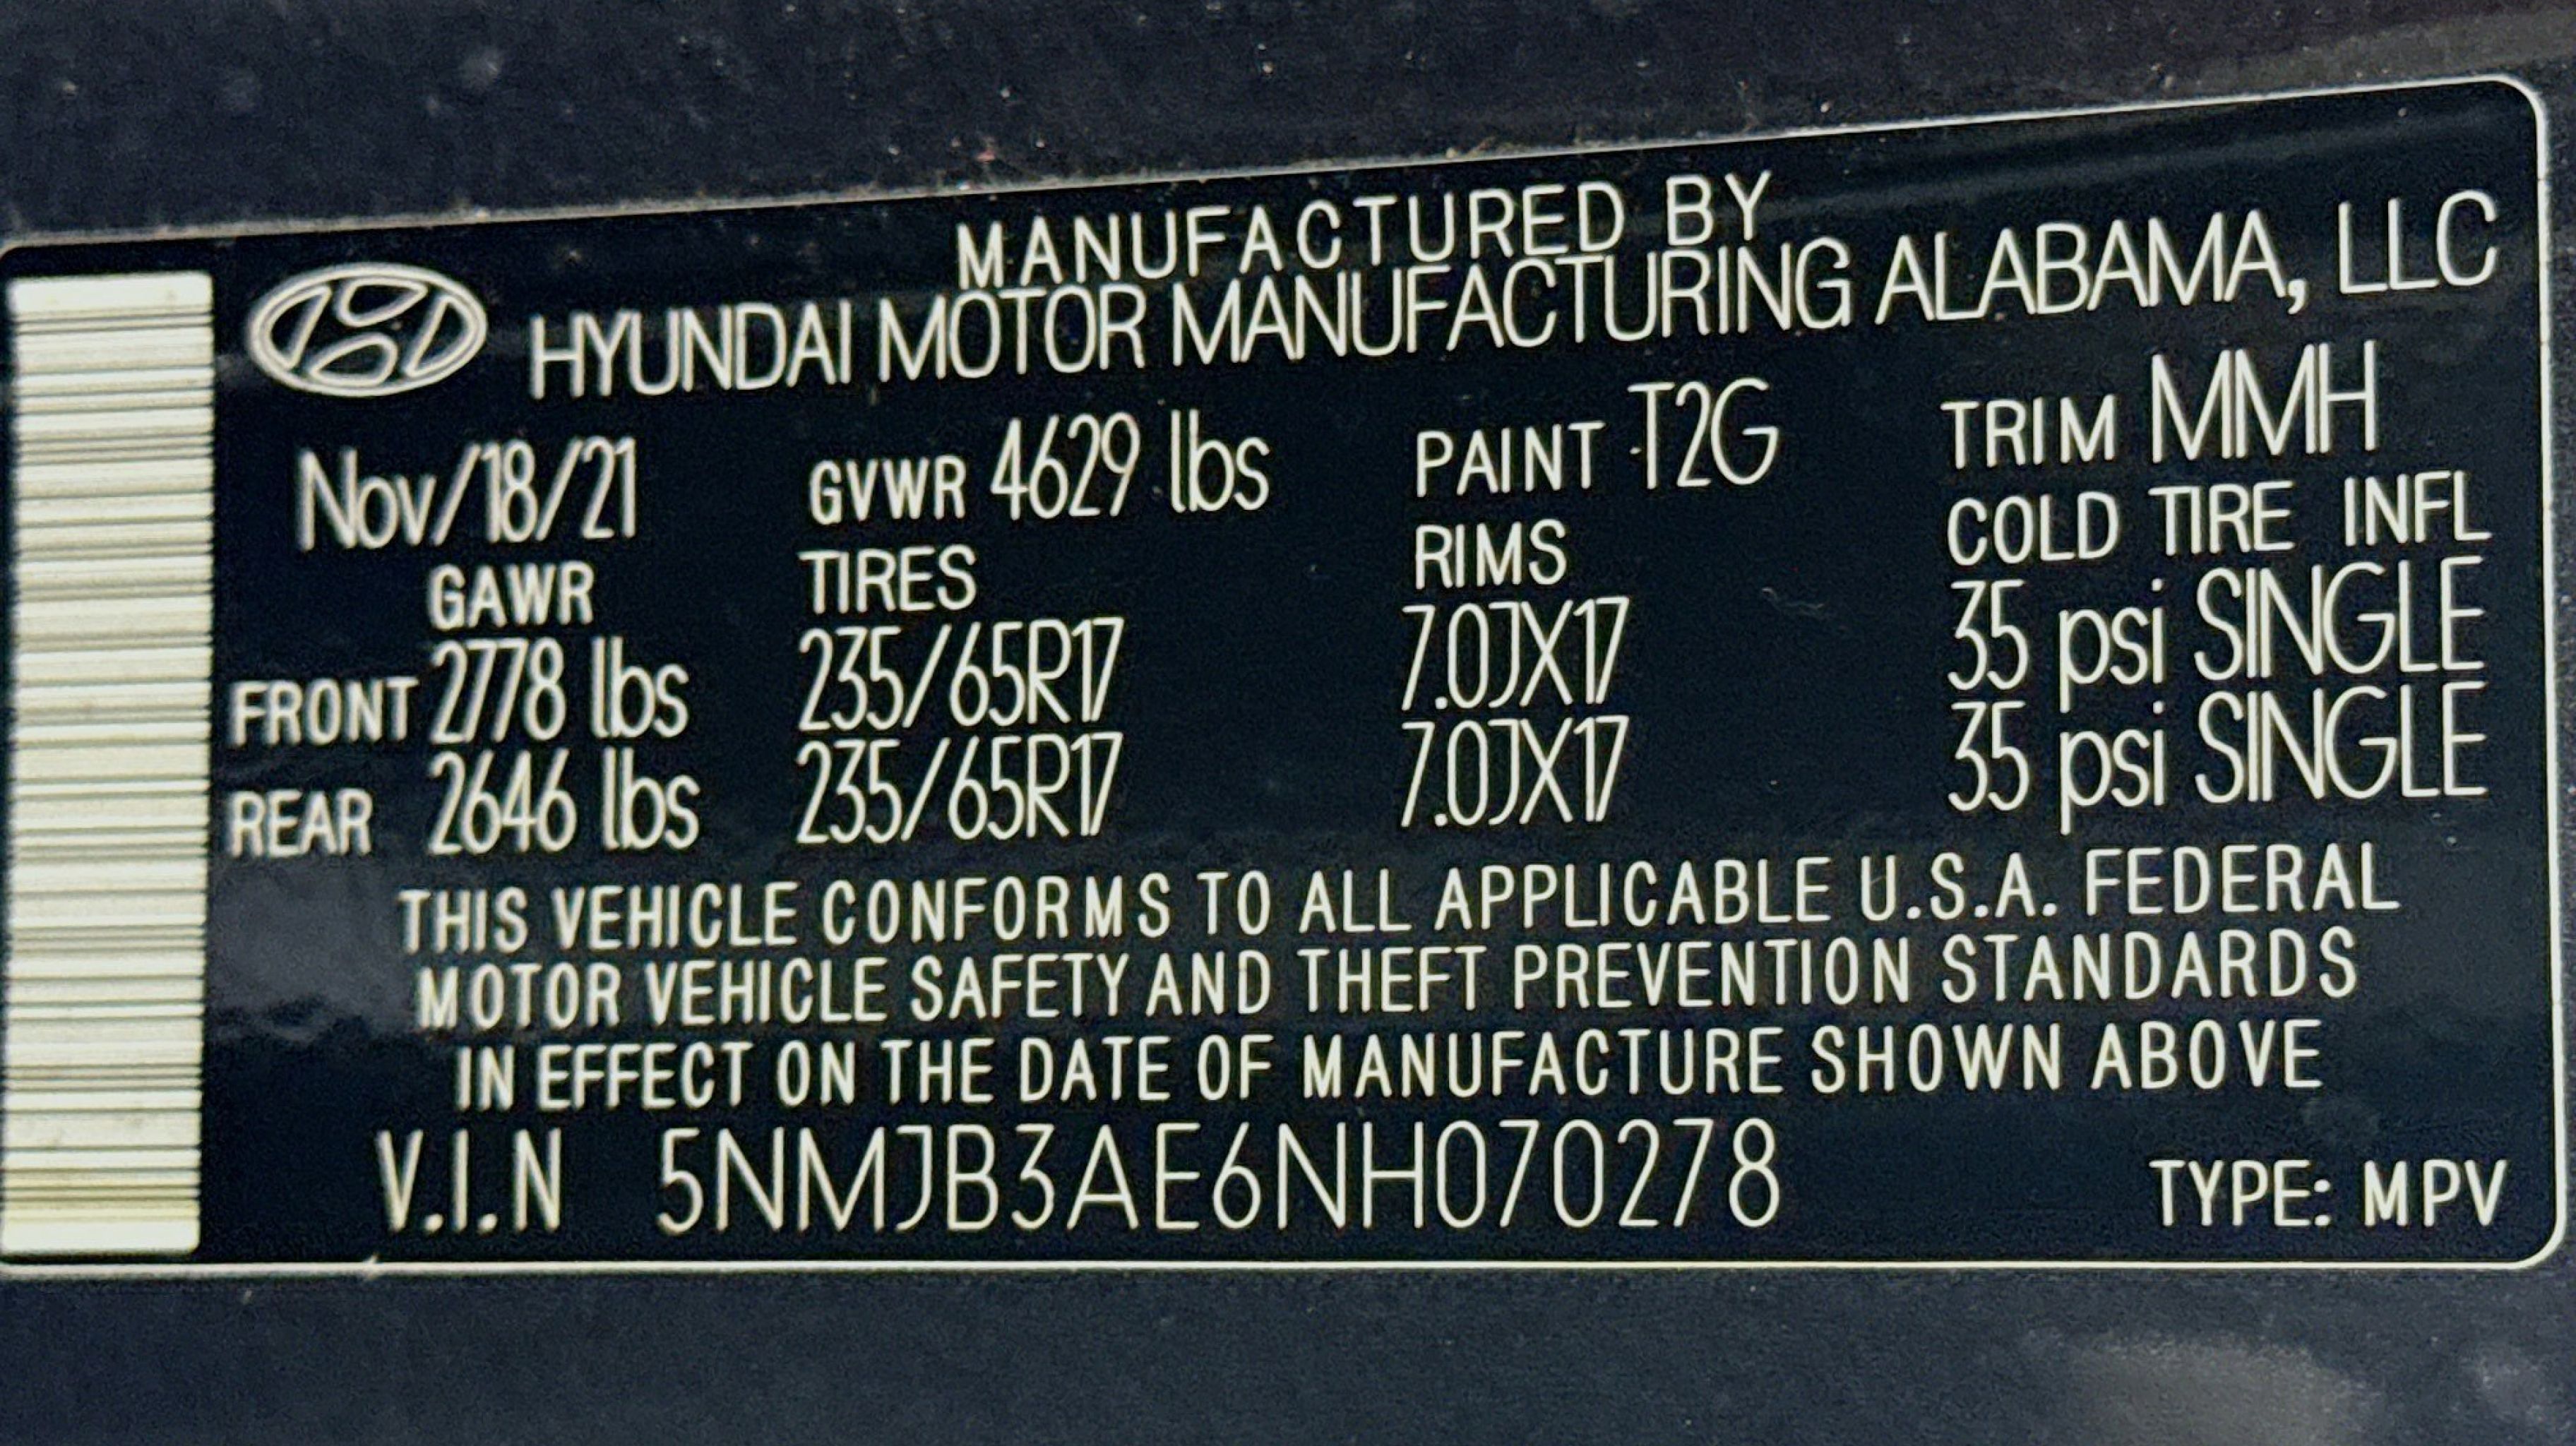 MANUFACTURED BY
HYUNDAI MOTOR MANUFACTURING ALABAMA, LLC
Nov/18/21 GVWR 4629 lbs PAINT T2G TRIM MMH
GAWR TIRES RIMS COLD TIRE INFL
FRONT 2778 lbs 235/65R17 7.0JX17 35 psi SINGLE
REAR 2646 lbs 235/65R17 7.0JX17 35 psi SINGLE
THIS VEHICLE CONFORMS TO ALL APPLICABLE U.S.A. FEDERAL
MOTOR VEHICLE SAFETY AND THEFT PREVENTION STANDARDS
IN EFFECT ON THE DATE OF MANUFACTURE SHOWN ABOVE
V.I.N 5NMJB3AE6NH070278 TYPE: MPV